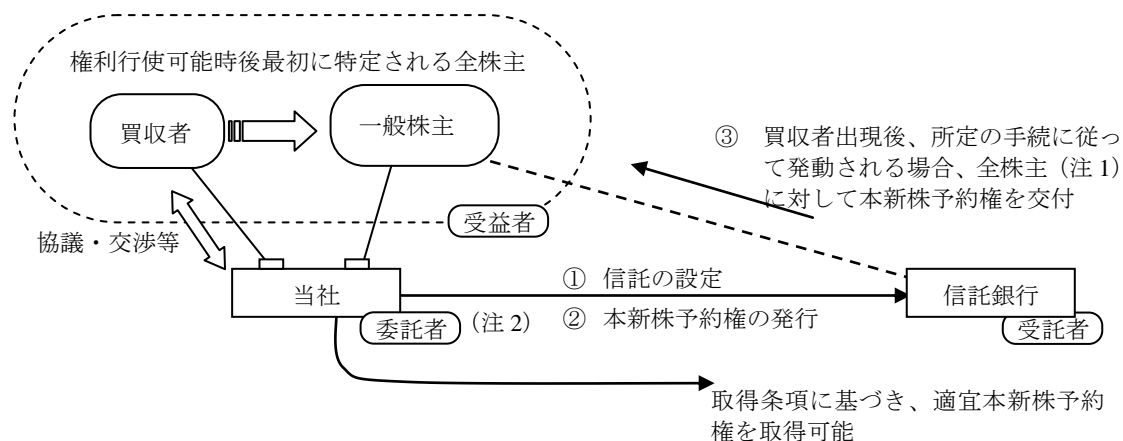 権利行使可能時後最初に特定される全株主
買収者
一般株主
③ 買収者出現後、所定の手続に従っ
て発動される場合、全株主（注 1）
に対して本新株予約権を交付
受益者
協議・交渉等
当社
① 信託の設定
信託銀行
委託者
（注 2）
② 本新株予約権の発行
受託者
取得条項に基づき、適宜本新株予約
権を取得可能